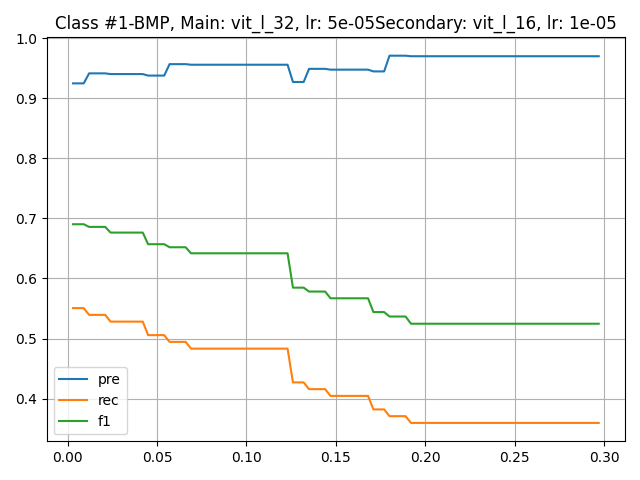 Class #1-BMP, Main: vit_l_32, lr: 5e-05Secondary: vit_l_16, lr: 1e-05
1.0
0.9
0.8
0.7
0.6
0.5
0.4
pre
rec
f1
0.00 0.05 0.10 0.15 0.20 0.25 0.30